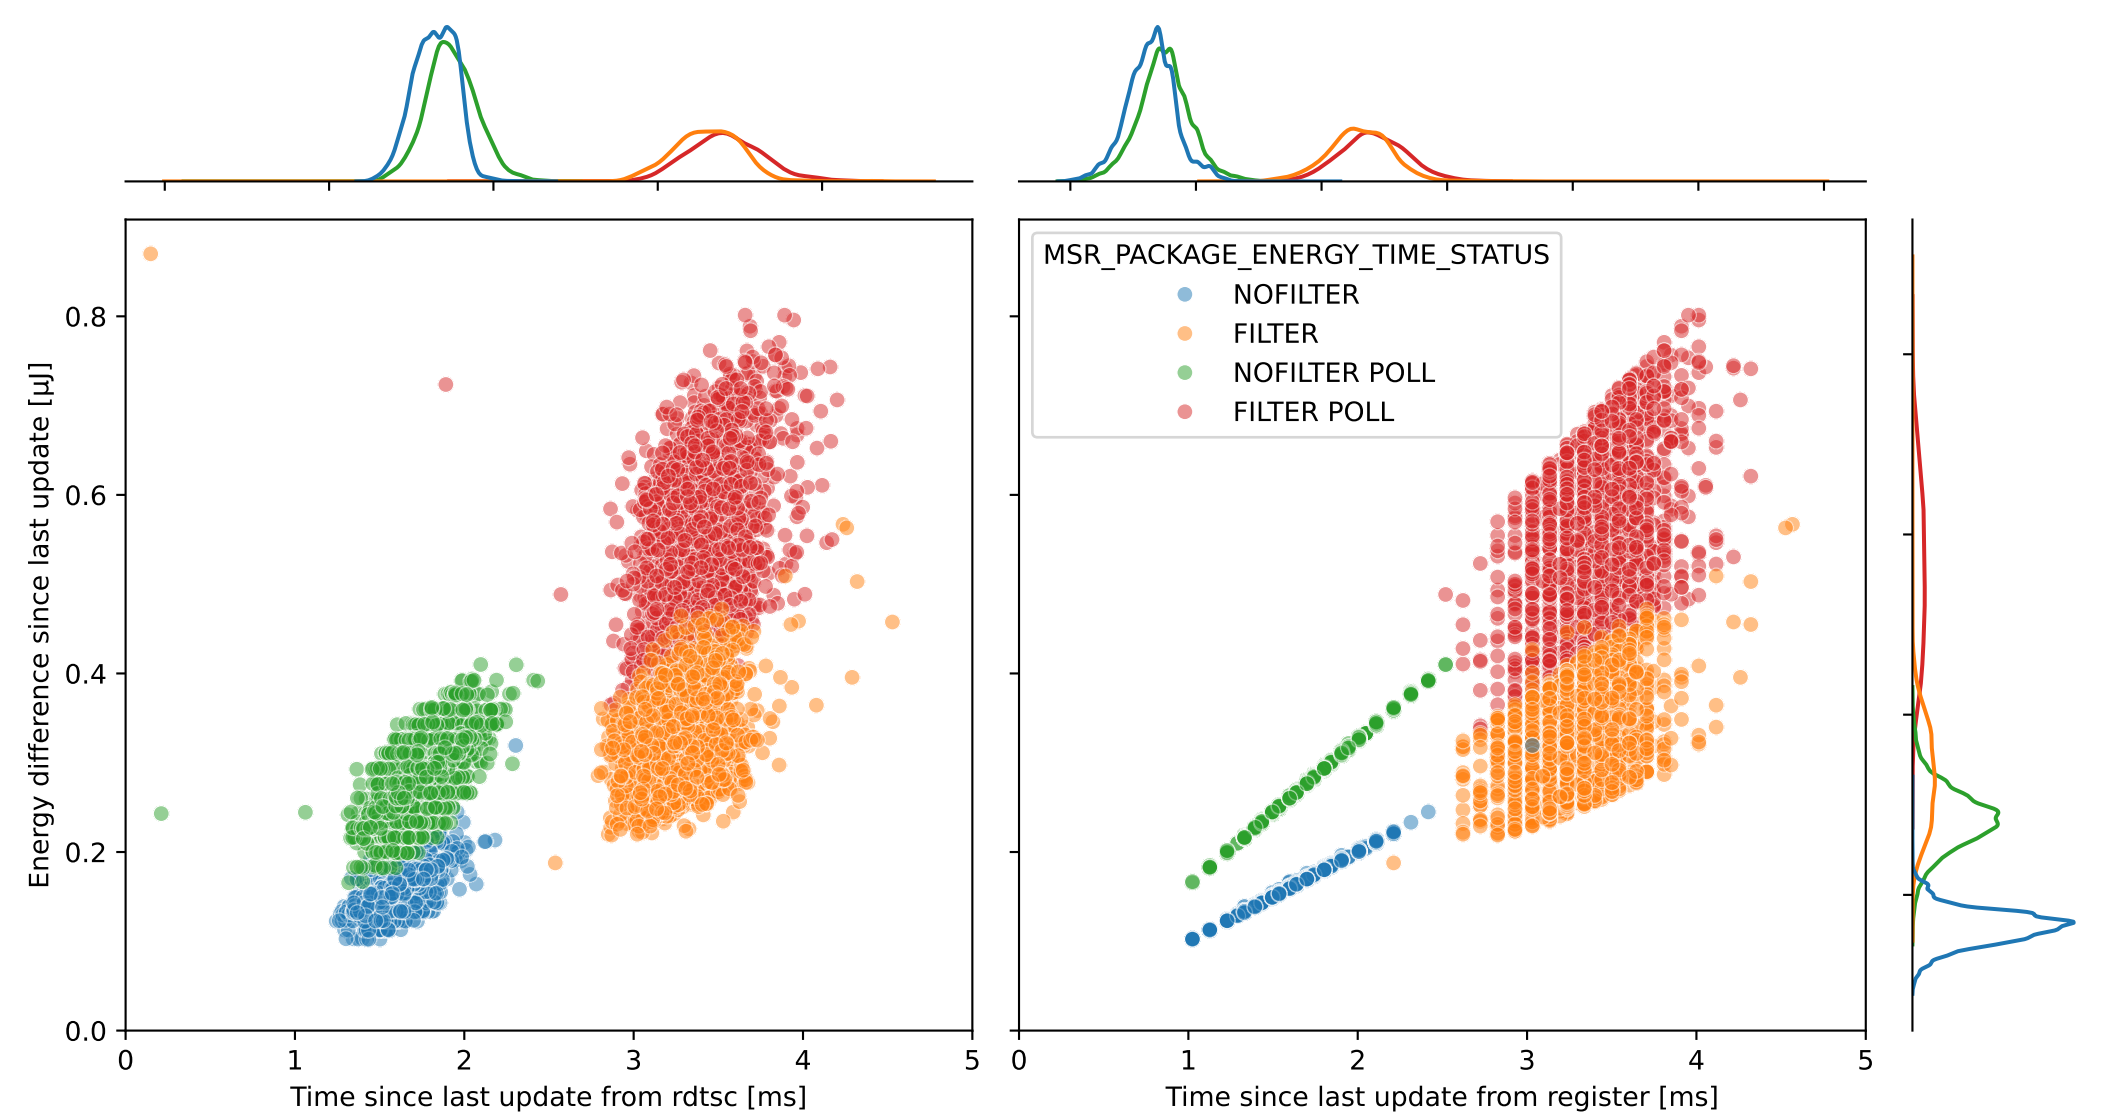 MSR_PACKAGE_ENERGY_TIME_STATUS
NOFILTER
FILTER
NOFILTER POLL
FILTER POLL
Energy difference since last update [µJ]
0.8
0.6
0.4
0.2
0.0
0 1 2 3 4 5
0 1 2 3 4 5
Time since last update from rdtsc [ms]
Time since last update from register [ms]